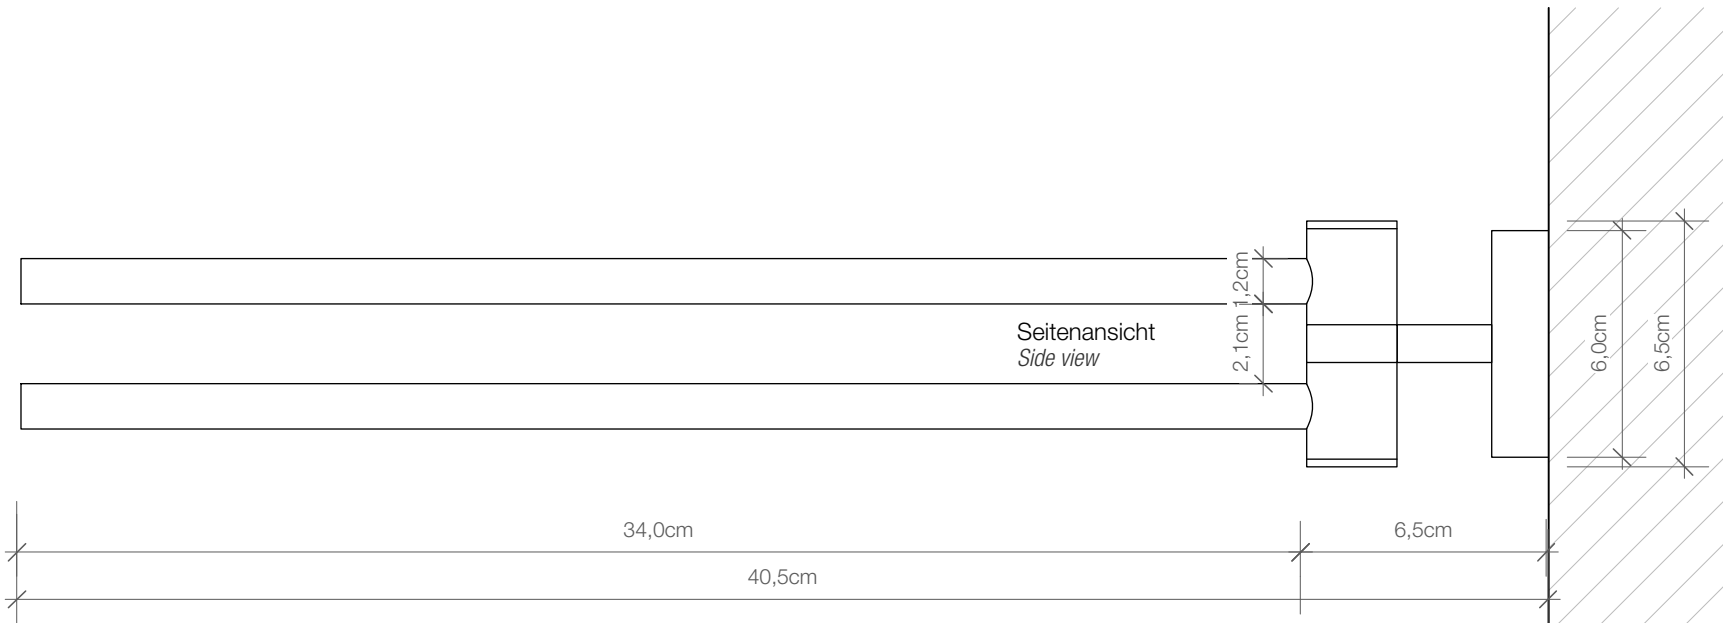 1,2cm
Seitenansicht
Side view
2,1cm
6,0cm
6,5cm
34,0cm
6,5cm
40,5cm